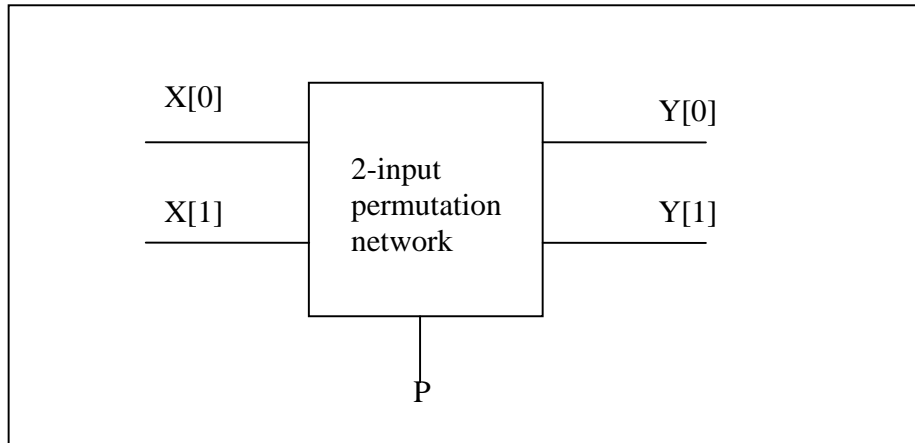 X[0]
Y[0]
2-input
permutation
network
X[1]
Y[1]
P